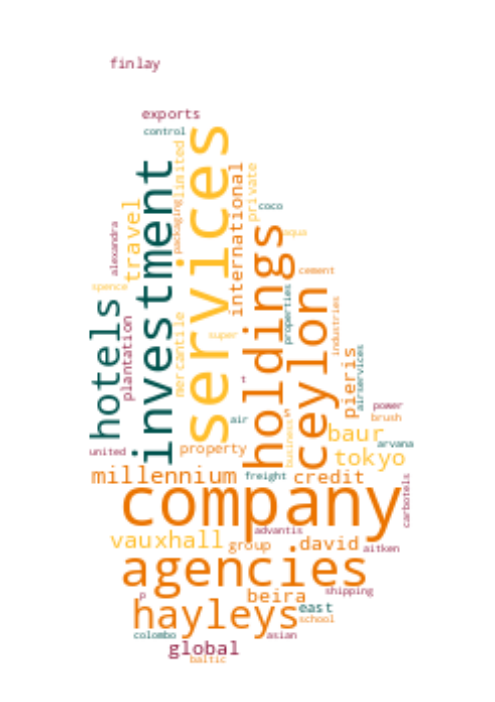 finlay
exports
control
services
investment
limited
packaging
international
private
travel
alexandra
coco
aqua
holdings
spence
cement
hotels
plantation
mercantile
properties
ceylon
industries
super
airservices
pieris
t
power
brush
air
business
s
baur
arvana
united
property
tokyo
millennium
freight
credit
carbotels
company
advantis
vauxhall
group
david
aitken
agencies
p
beira
shipping
hayleys
east
school
colombo
asian
global
baltic